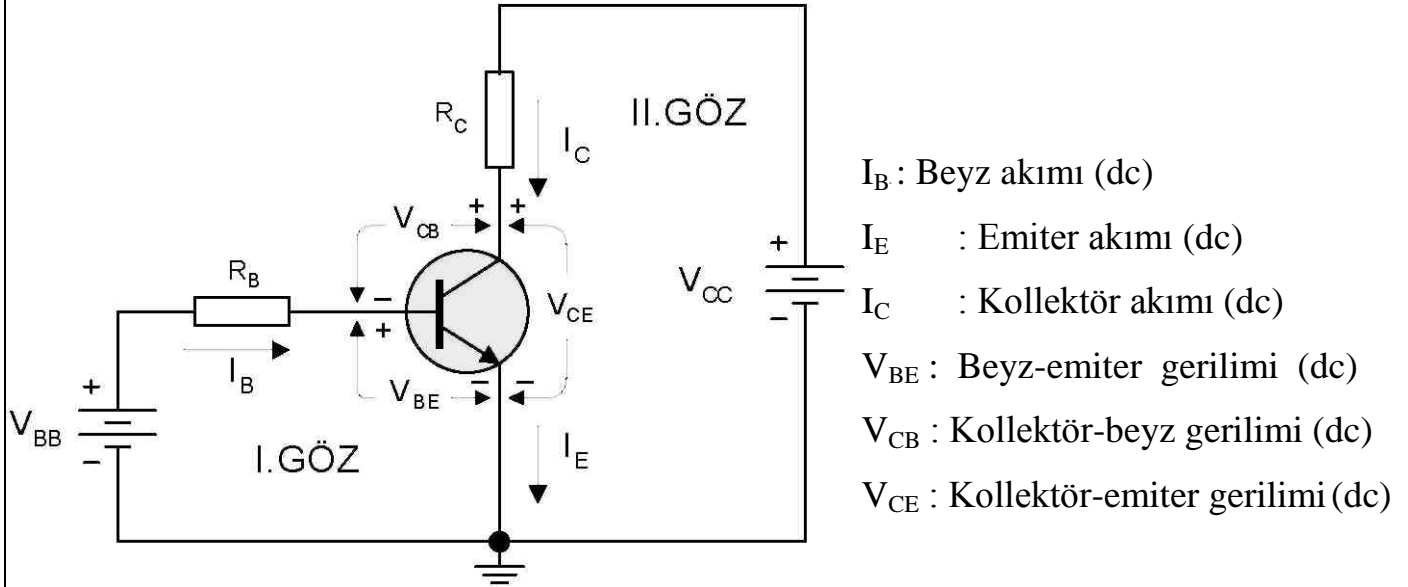 R_C
I_C
II.GÖZ
V_CB
+ +
R_B
−
+
V_CE
+
V_CC
−
I_B
V_BE
− −
+
V_BB
−
I.GÖZ
I_E
I_B : Beyz akımı (dc)
I_E : Emiter akımı (dc)
I_C : Kollektör akımı (dc)
V_BE : Beyz-emiter gerilimi (dc)
V_CB : Kollektör-beyz gerilimi (dc)
V_CE : Kollektör-emiter gerilimi (dc)